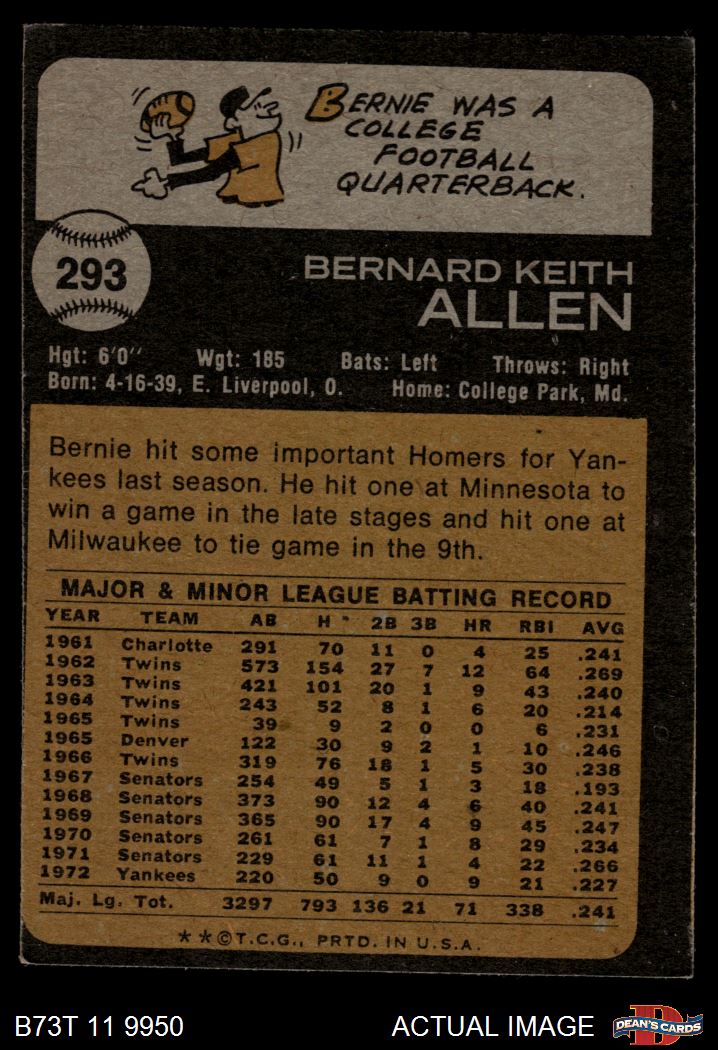 BERNIE WAS A
COLLEGE
FOOTBALL
QUARTERBACK.
293
BERNARD KEITH
ALLEN
Hgt: 6'0" Wgt: 185 Bats: Left Throws: Right
Born: 4-16-39, E. Liverpool, O. Home: College Park, Md.
Bernie hit some important Homers for Yan-
kees last season. He hit one at Minnesota to
win a game in the late stages and hit one at
Milwaukee to tie game in the 9th.
MAJOR & MINOR LEAGUE BATTING RECORD
YEAR TEAM AB H 2B 3B HR RBI AVG
1961 Charlotte 291 70 11 0 4 25 .241
1962 Twins 573 154 27 7 12 64 .269
1963 Twins 421 101 20 1 9 43 .240
1964 Twins 243 52 8 1 6 20 .214
1965 Twins 39 9 2 0 0 6 .231
1965 Denver 122 30 9 2 1 10 .246
1966 Twins 319 76 18 1 5 30 .238
1967 Senators 254 49 5 1 3 18 .193
1968 Senators 373 90 12 4 6 40 .241
1969 Senators 365 90 17 4 9 45 .247
1970 Senators 261 61 7 1 8 29 .234
1971 Senators 229 61 11 1 4 22 .266
1972 Yankees 220 50 9 0 9 21 .227
Maj. Lg. Tot. 3297 793 136 21 71 338 .241
**©T.C.G., PRTD. IN U.S.A.
B73T 11 9950 ACTUAL IMAGE DEAN'S CARDS